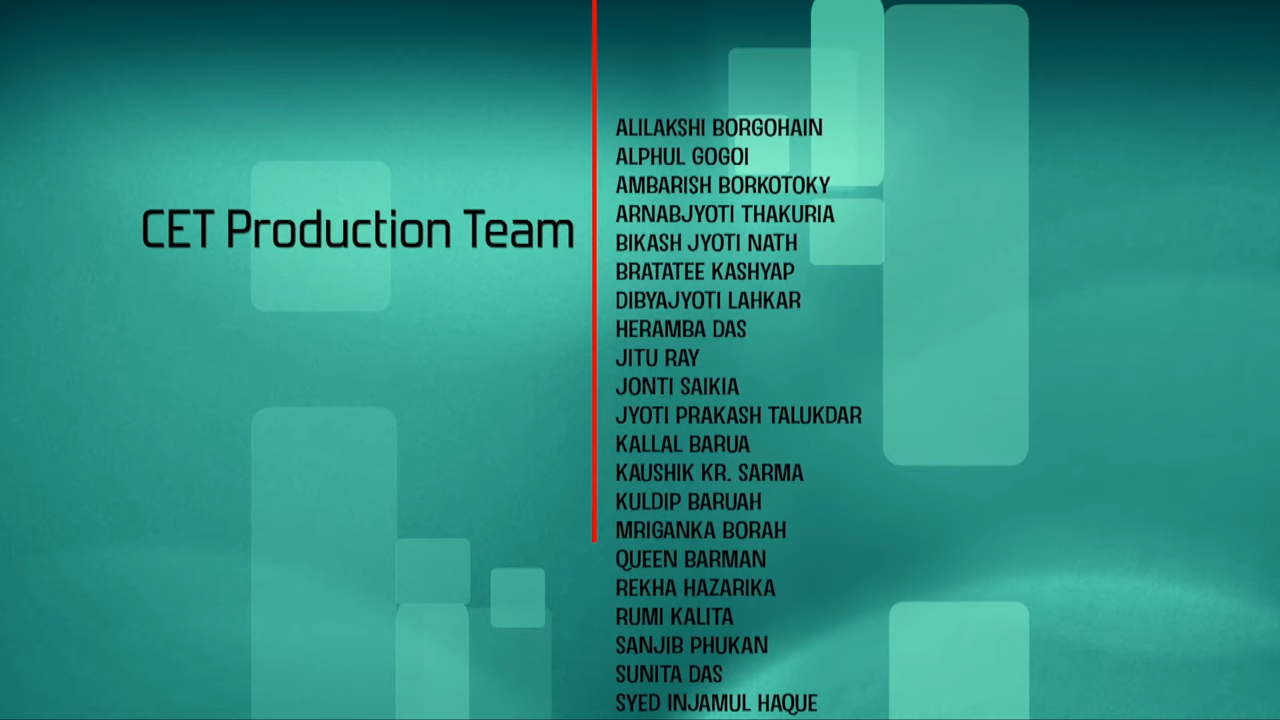 CET Production Team
ALILAKSHI BORGOHAIN
ALPHUL GOGOI
AMBARISH BORKOTOKY
ARNABJYOTI THAKURIA
BIKASH JYOTI NATH
BRATATEE KASHYAP
DIBYAJYOTI LAHKAR
HERAMBA DAS
JITU RAY
JONTI SAIKIA
JYOTI PRAKASH TALUKDAR
KALLAL BARUA
KAUSHIK KR. SARMA
KULDIP BARUAH
MRIGANKA BORAH
QUEEN BARMAN
REKHA HAZARIKA
RUMI KALITA
SANJIB PHUKAN
SUNITA DAS
SYED INJAMUL HAQUE